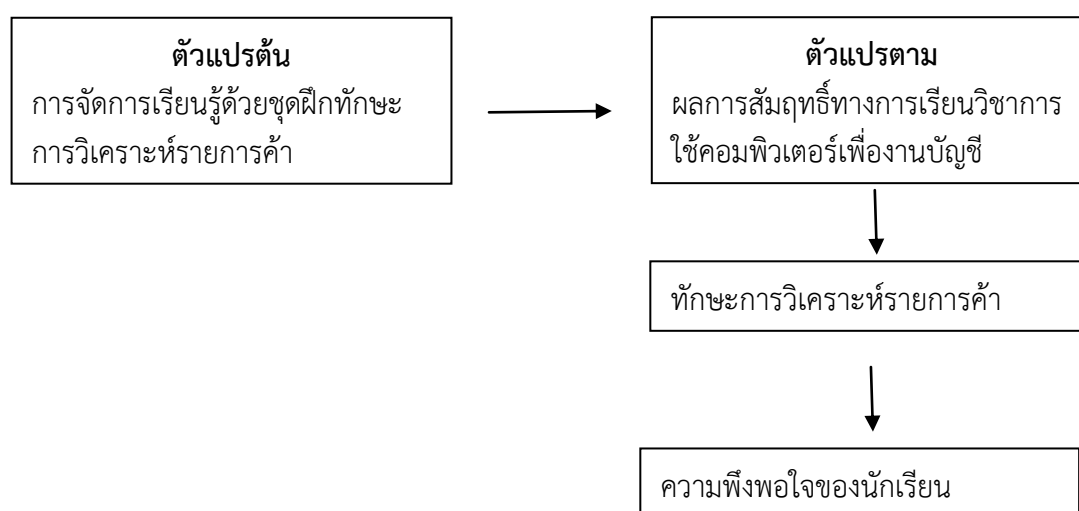 ตัวแปรต้น
การจัดการเรียนรู้ด้วยชุดฝึกทักษะ
การวิเคราะห์รายการค้า
ตัวแปรตาม
ผลการสัมฤทธิ์ทางการเรียนวิชาการ
ใช้คอมพิวเตอร์เพื่องานบัญชี
ทักษะการวิเคราะห์รายการค้า
ความพึงพอใจของนักเรียน